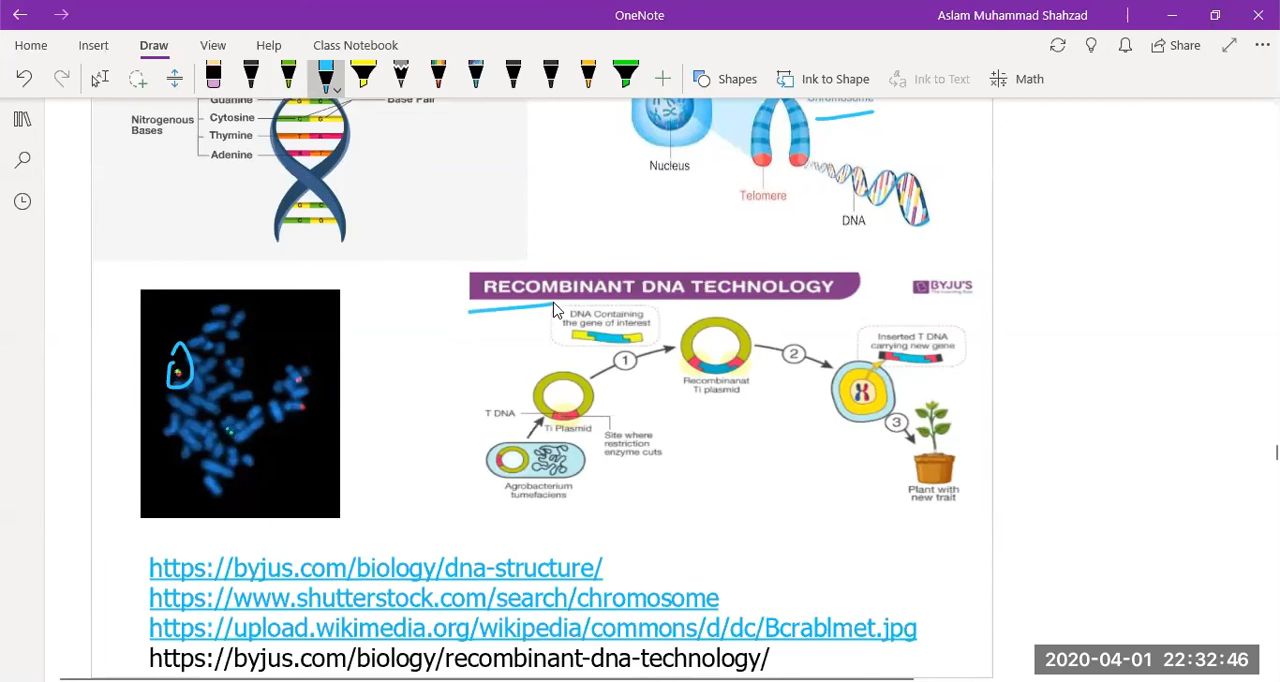 OneNote
Aslam Muhammad Shahzad
Home Insert Draw View Help Class Notebook
Share
Shapes
Ink to Shape
Ink to Text
Math
Guanine
Base Pair
Cytosine
Nitrogenous
Bases
Thymine
Adenine
Chromosome
Nucleus
Telomere
DNA
RECOMBINANT DNA TECHNOLOGY
BYJU'S
DNA Containing
the gene of interest
Inserted T DNA
carrying new gene
1
2
Recombinanat
Ti plasmid
T DNA
Ti Plasmid
Site where
restriction
enzyme cuts
3
Agrobacterium
tumefaciens
Plant with
new trait
https://byjus.com/biology/dna-structure/
https://www.shutterstock.com/search/chromosome
https://upload.wikimedia.org/wikipedia/commons/d/dc/Bcrablmet.jpg
https://byjus.com/biology/recombinant-dna-technology/
2020-04-01 22:32:46